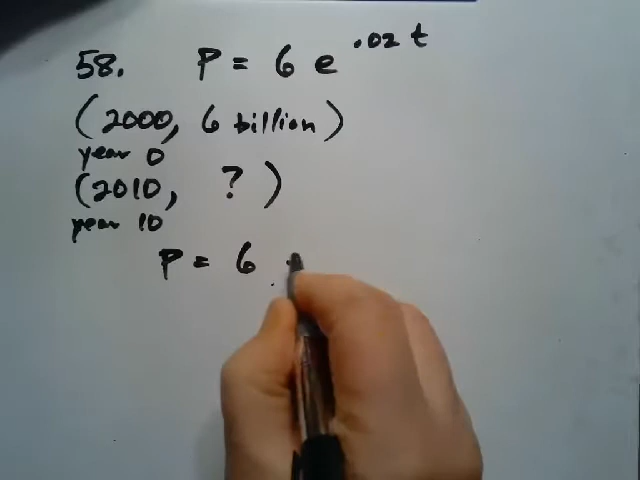 58. P = 6 e^.02 t
(2000, 6 billion)
year 0
(2010, ?)
year 10
P = 6